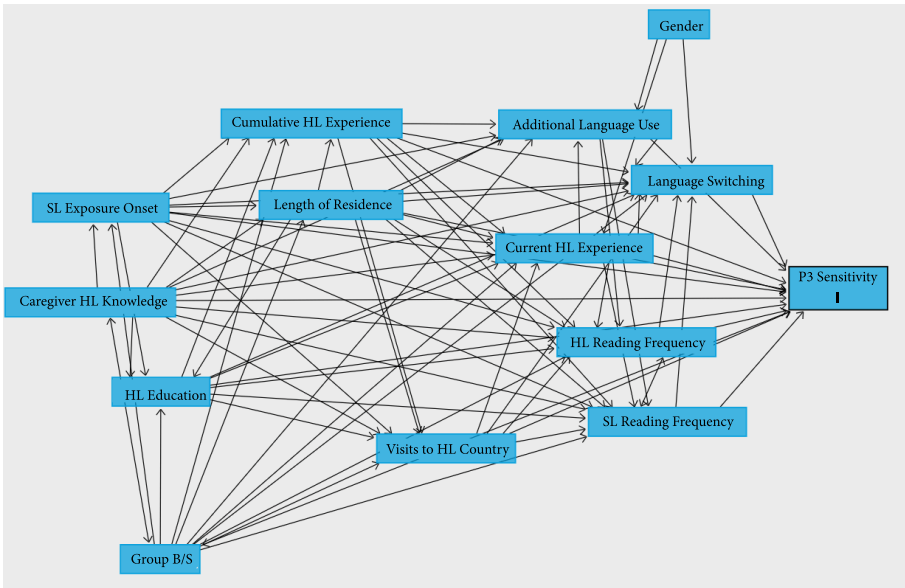 Gender
Cumulative HL Experience
Additional Language Use
Language Switching
SL Exposure Onset
Length of Residence
Current HL Experience
P3 Sensitivity
I
Caregiver HL Knowledge
HL Reading Frequency
HL Education
SL Reading Frequency
Visits to HL Country
Group B/S